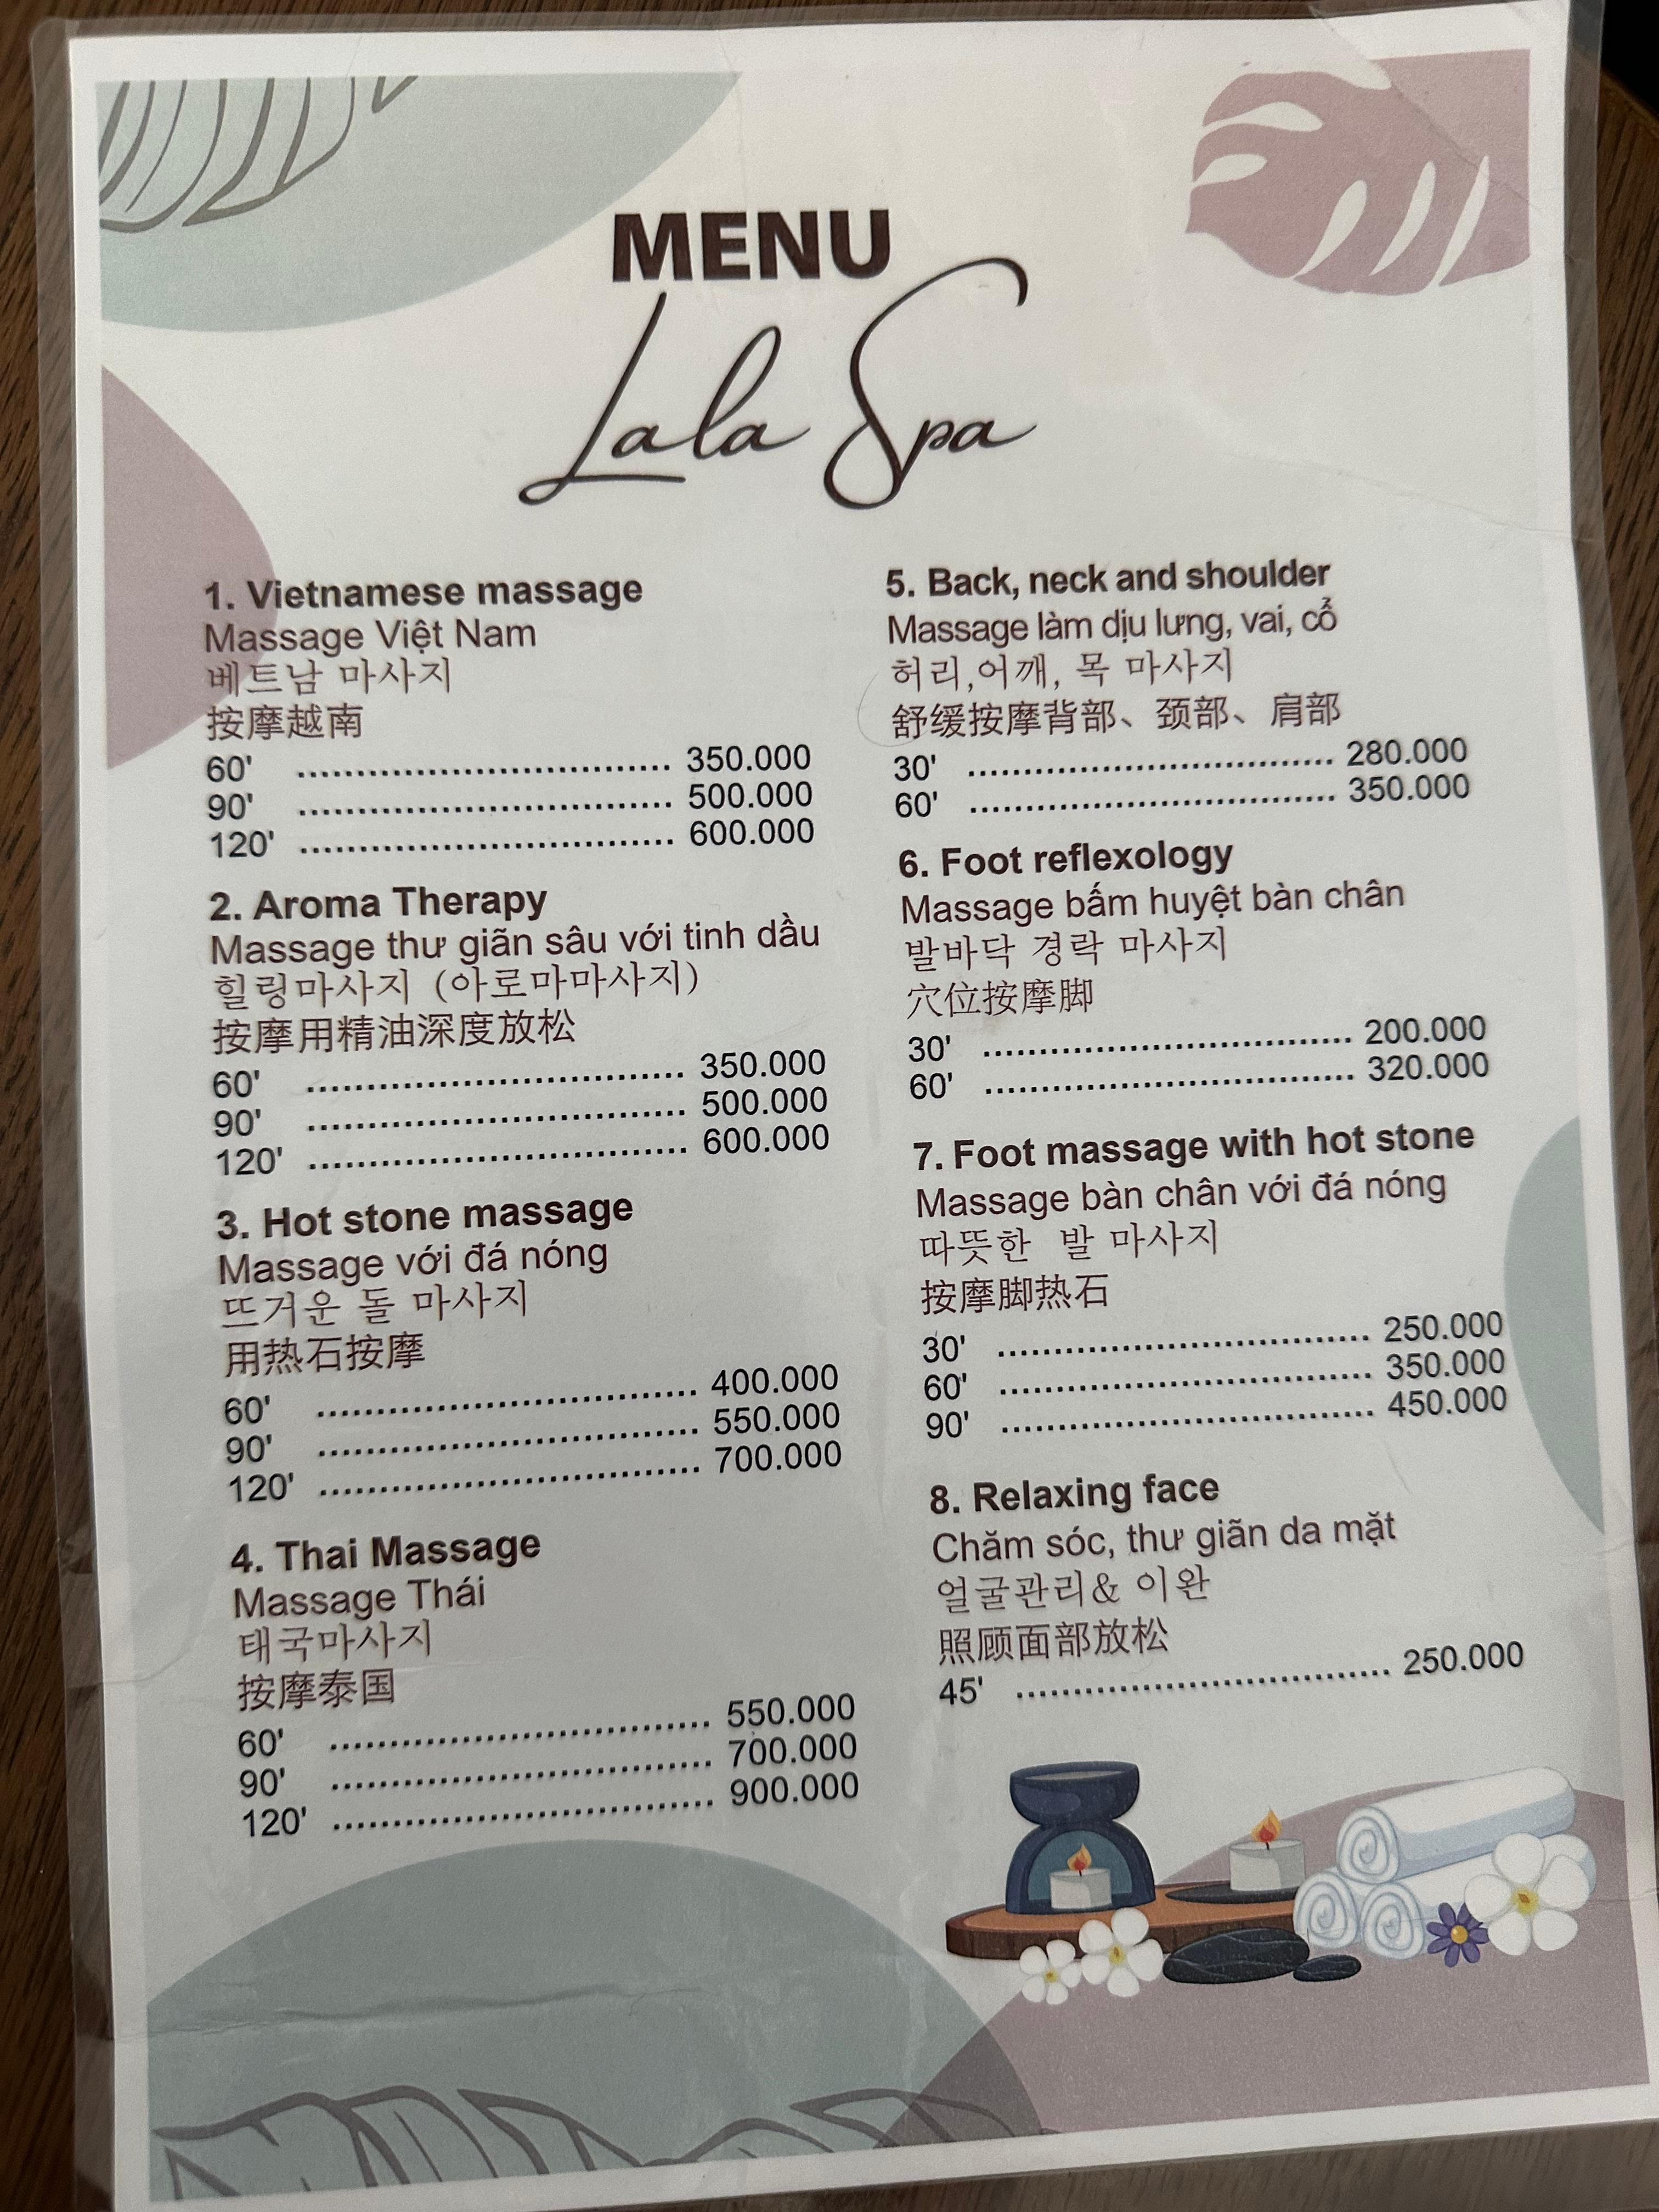 MENU
Lala Spa
1. Vietnamese massage
Massage Việt Nam
베트남 마사지
按摩越南
60' ................................ 350.000
90' ................................ 500.000
120' ................................ 600.000
2. Aroma Therapy
Massage thư giãn sâu với tinh dầu
힐링마사지 (아로마마사지)
按摩用精油深度放松
60' ................................ 350.000
90' ................................ 500.000
120' ................................ 600.000
3. Hot stone massage
Massage với đá nóng
뜨거운 돌 마사지
用热石按摩
60' ................................ 400.000
90' ................................ 550.000
120' ................................ 700.000
4. Thai Massage
Massage Thái
태국마사지
按摩泰国
60' ................................ 550.000
90' ................................ 700.000
120' ................................ 900.000
5. Back, neck and shoulder
Massage làm dịu lưng, vai, cổ
허리,어깨, 목 마사지
舒缓按摩背部、颈部、肩部
30' ................................ 280.000
60' ................................ 350.000
6. Foot reflexology
Massage bấm huyệt bàn chân
발바닥 경락 마사지
穴位按摩脚
30' ................................ 200.000
60' ................................ 320.000
7. Foot massage with hot stone
Massage bàn chân với đá nóng
따뜻한 발 마사지
按摩脚热石
30' ................................ 250.000
60' ................................ 350.000
90' ................................ 450.000
8. Relaxing face
Chăm sóc, thư giãn da mặt
얼굴관리& 이완
照顾面部放松
45' ................................ 250.000